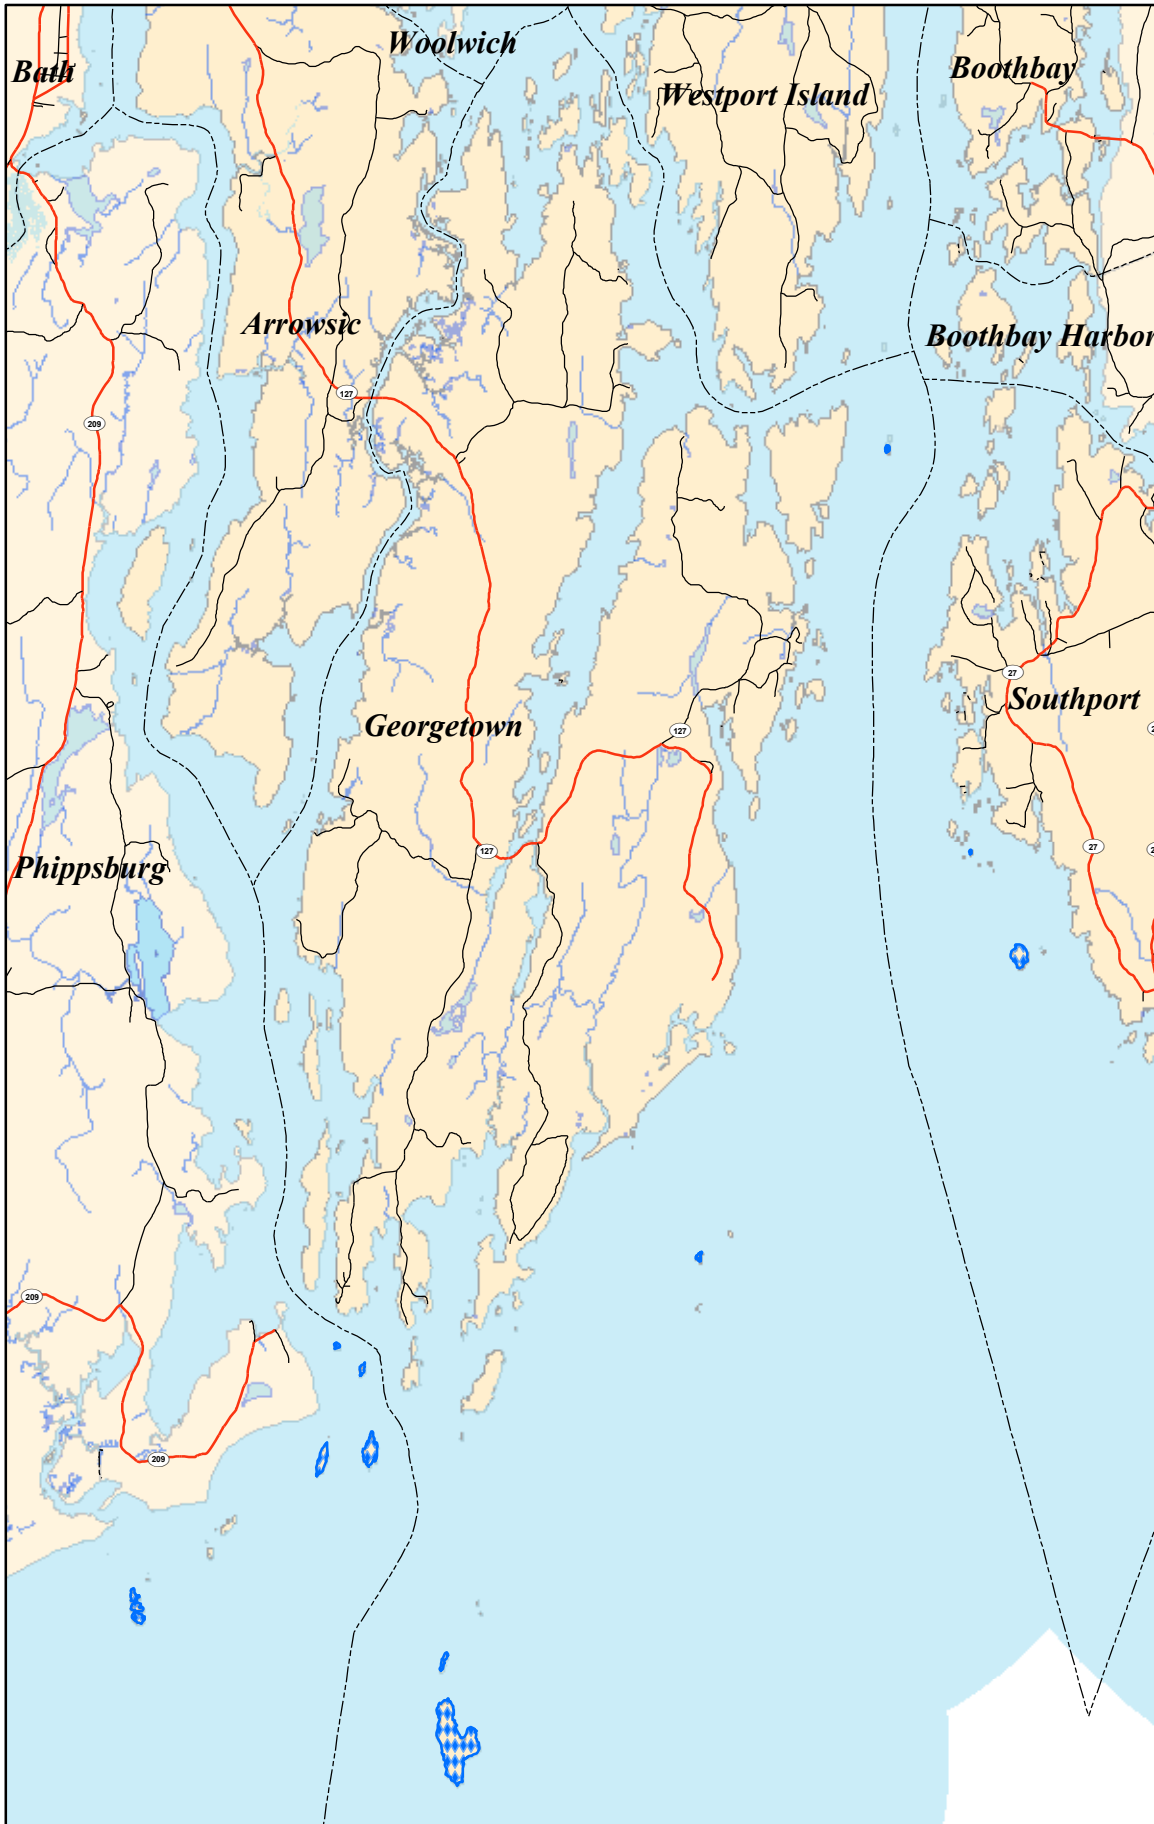 Woolwich
Bath
Boothbay
Westport Island
Arrowsic
Boothbay Harbor
127
209
27
Southport
Georgetown
127
127
27
Phippsburg
209
209